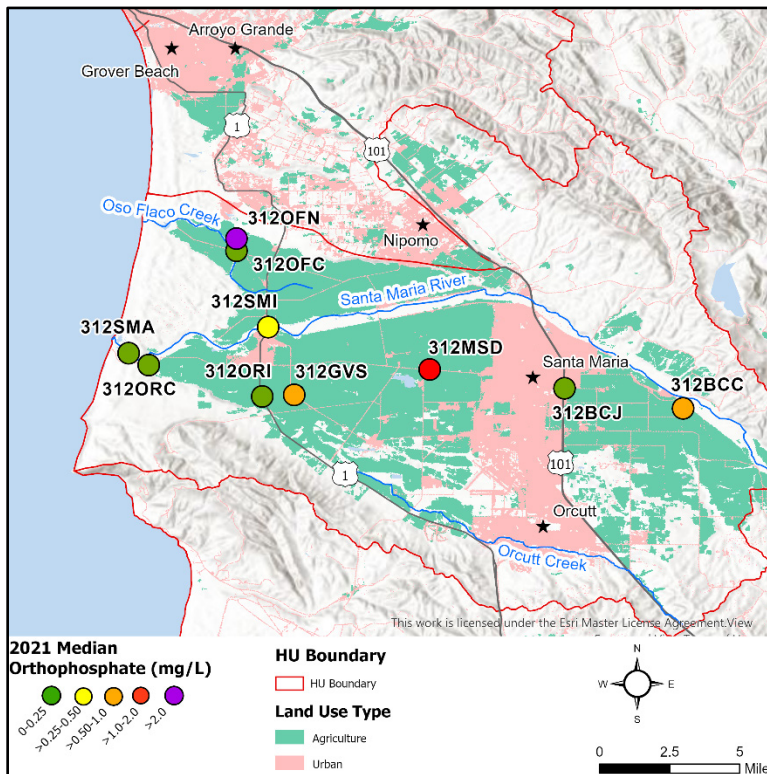 Arroyo Grande
Grover Beach
1
101
Oso Flaco Creek
312OFN
Nipomo
312OFC
312SMI
Santa Maria River
312SMA
312MSD
312ORI
312GVS
Santa Maria
312BCC
312ORC
312BCJ
101
1
Orcutt
Orcutt Creek
This work is licensed under the Esri Master License Agreement.View
2021 Median
Orthophosphate (mg/L)
0-0.25
>0.25-0.50
>0.50-1.0
>1.0-2.0
>2.0
HU Boundary
HU Boundary
Land Use Type
Agriculture
Urban
N
W E
S
0 2.5 5
Mile